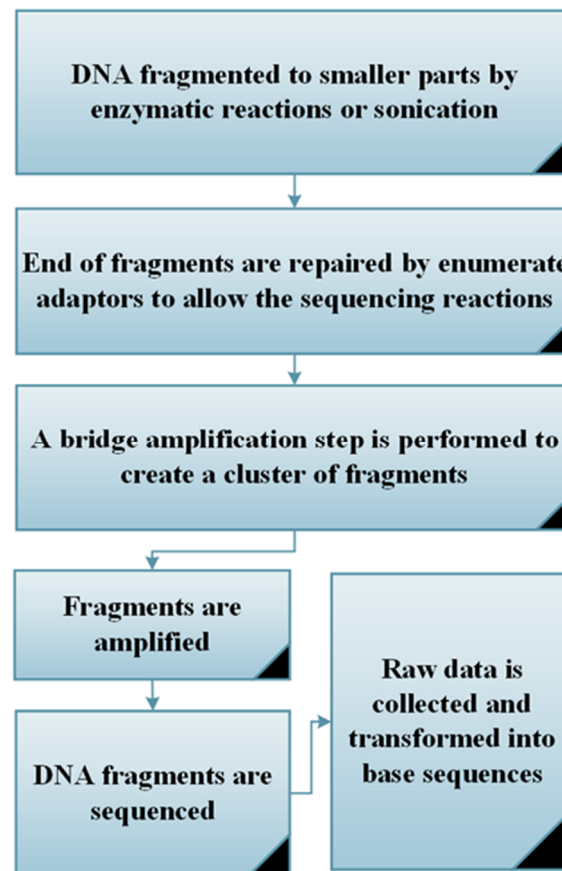 DNA fragmented to smaller parts by
enzymatic reactions or sonication
End of fragments are repaired by enumerate
adaptors to allow the sequencing reactions
A bridge amplification step is performed to
create a cluster of fragments
Fragments are
amplified
DNA fragments are
sequenced
Raw data is
collected and
transformed into
base sequences